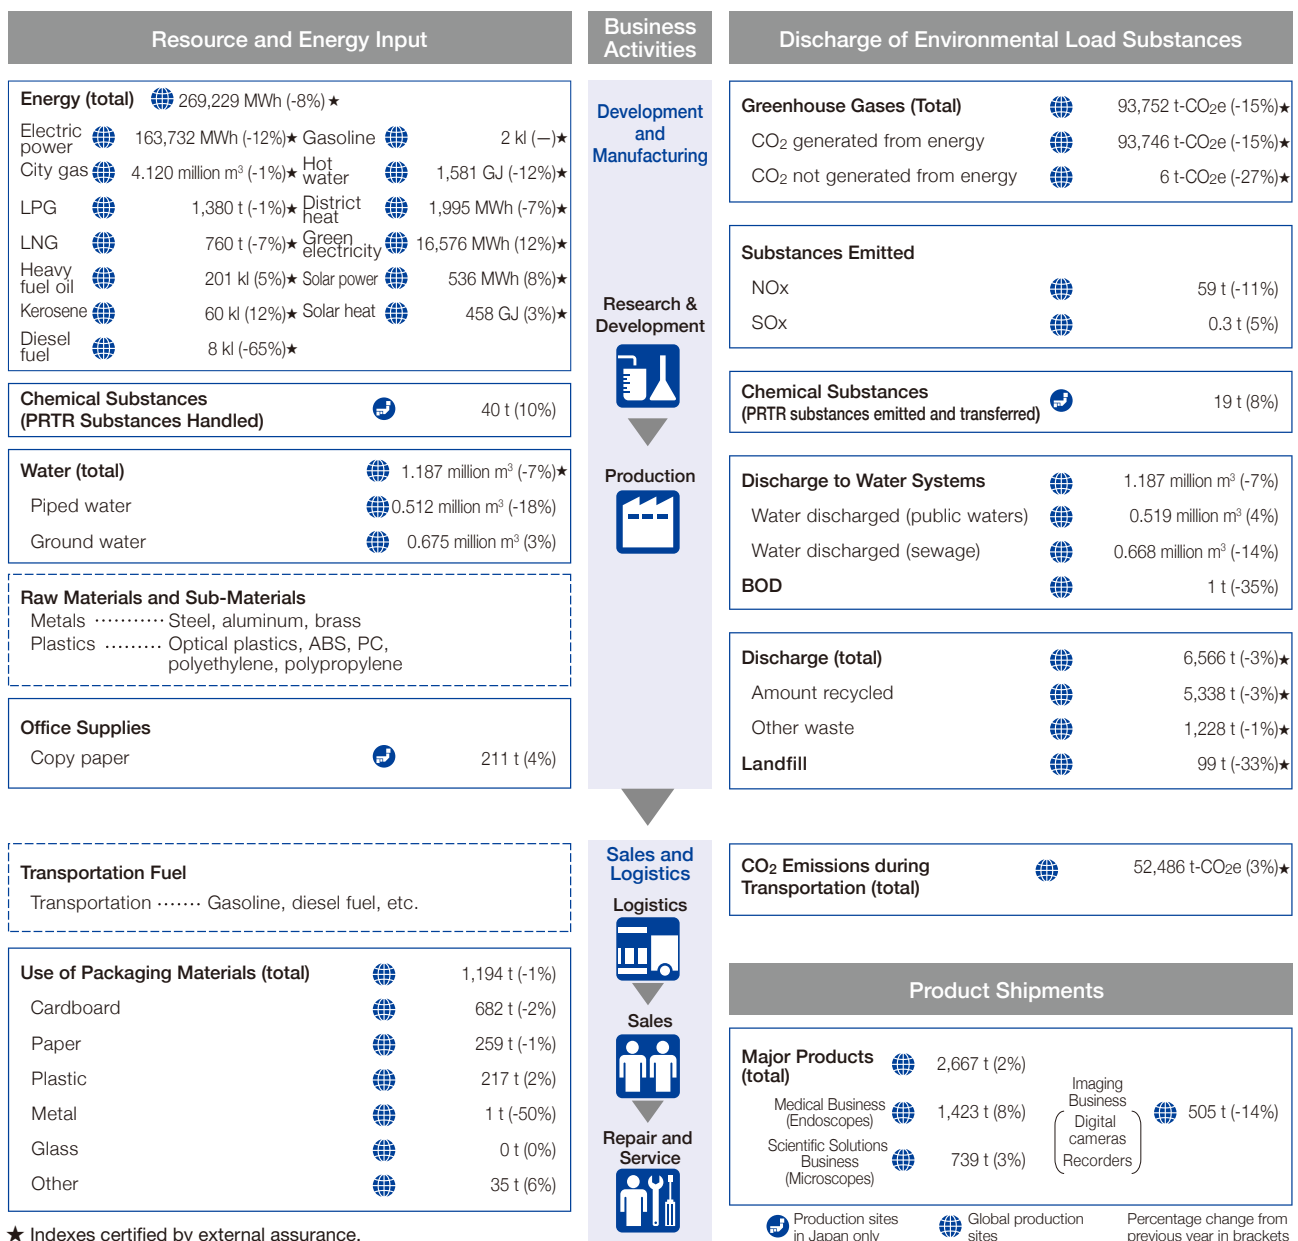 Resource and Energy Input
Business
Activities
Discharge of Environmental Load Substances
Energy (total) 269,229 MWh (-8%)★
Electric
power 163,732 MWh (-12%)★
Gasoline 2 kl (—)★
City gas 4.120 million m³ (-1%)★
Hot
water 1,581 GJ (-12%)★
LPG 1,380 t (-1%)★
District
heat 1,995 MWh (-7%)★
LNG 760 t (-7%)★
Green
electricity 16,576 MWh (12%)★
Heavy
fuel oil 201 kl (5%)★
Solar power 536 MWh (8%)★
Kerosene 60 kl (12%)★
Solar heat 458 GJ (3%)★
Diesel
fuel 8 kl (-65%)★
Chemical Substances
(PRTR Substances Handled) 40 t (10%)
Water (total) 1.187 million m³ (-7%)★
Piped water 0.512 million m³ (-18%)
Ground water 0.675 million m³ (3%)
Raw Materials and Sub-Materials
Metals ··········· Steel, aluminum, brass
Plastics ········· Optical plastics, ABS, PC,
polyethylene, polypropylene
Office Supplies
Copy paper 211 t (4%)
Development
and
Manufacturing
Research &
Development
Production
Greenhouse Gases (Total) 93,752 t-CO2e (-15%)★
CO2 generated from energy 93,746 t-CO2e (-15%)★
CO2 not generated from energy 6 t-CO2e (-27%)★
Substances Emitted
NOx 59 t (-11%)
SOx 0.3 t (5%)
Chemical Substances
(PRTR substances emitted and transferred) 19 t (8%)
Discharge to Water Systems 1.187 million m³ (-7%)
Water discharged (public waters) 0.519 million m³ (4%)
Water discharged (sewage) 0.668 million m³ (-14%)
BOD 1 t (-35%)
Discharge (total) 6,566 t (-3%)★
Amount recycled 5,338 t (-3%)★
Other waste 1,228 t (-1%)★
Landfill 99 t (-33%)★
Transportation Fuel
Transportation ······· Gasoline, diesel fuel, etc.
Use of Packaging Materials (total) 1,194 t (-1%)
Cardboard 682 t (-2%)
Paper 259 t (-1%)
Plastic 217 t (2%)
Metal 1 t (-50%)
Glass 0 t (0%)
Other 35 t (6%)
★ Indexes certified by external assurance.
Sales and
Logistics
Logistics
Sales
Repair and
Service
CO2 Emissions during
Transportation (total) 52,486 t-CO2e (3%)★
Product Shipments
Major Products
(total) 2,667 t (2%)
Medical Business
(Endoscopes) 1,423 t (8%)
Scientific Solutions
Business
(Microscopes) 739 t (3%)
Imaging
Business
Digital
cameras
Recorders
505 t (-14%)
Production sites
in Japan only
Global production
sites
Percentage change from
previous year in brackets